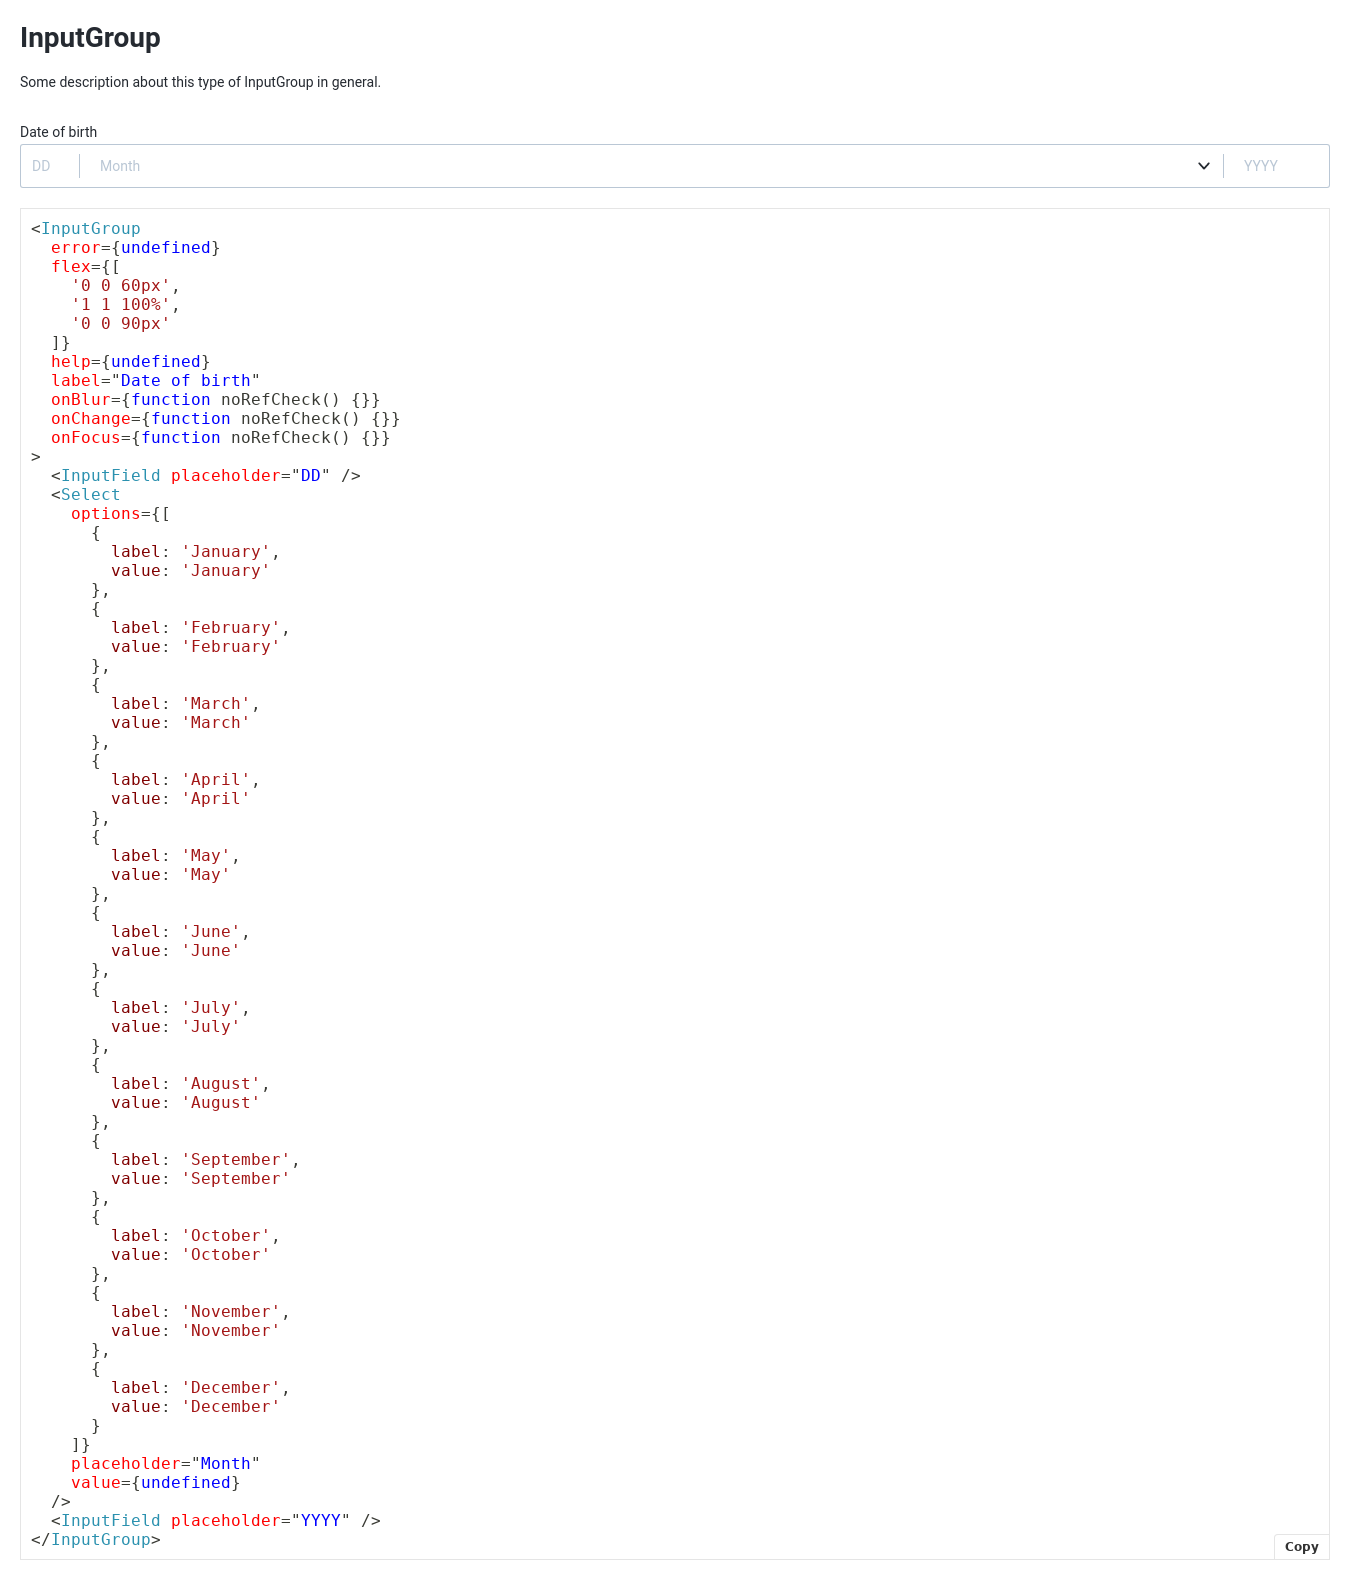 InputGroup
Some description about this type of InputGroup in general.
Date of birth
DD Month YYYY
<InputGroup
  error={undefined}
  flex={[
    '0 0 60px',
    '1 1 100%',
    '0 0 90px'
  ]}
  help={undefined}
  label="Date of birth"
  onBlur={function noRefCheck() {}}
  onChange={function noRefCheck() {}}
  onFocus={function noRefCheck() {}}
>
  <InputField placeholder="DD" />
  <Select
    options={[
      {
        label: 'January',
        value: 'January'
      },
      {
        label: 'February',
        value: 'February'
      },
      {
        label: 'March',
        value: 'March'
      },
      {
        label: 'April',
        value: 'April'
      },
      {
        label: 'May',
        value: 'May'
      },
      {
        label: 'June',
        value: 'June'
      },
      {
        label: 'July',
        value: 'July'
      },
      {
        label: 'August',
        value: 'August'
      },
      {
        label: 'September',
        value: 'September'
      },
      {
        label: 'October',
        value: 'October'
      },
      {
        label: 'November',
        value: 'November'
      },
      {
        label: 'December',
        value: 'December'
      }
    ]}
    placeholder="Month"
    value={undefined}
  />
  <InputField placeholder="YYYY" />
</InputGroup>
Copy